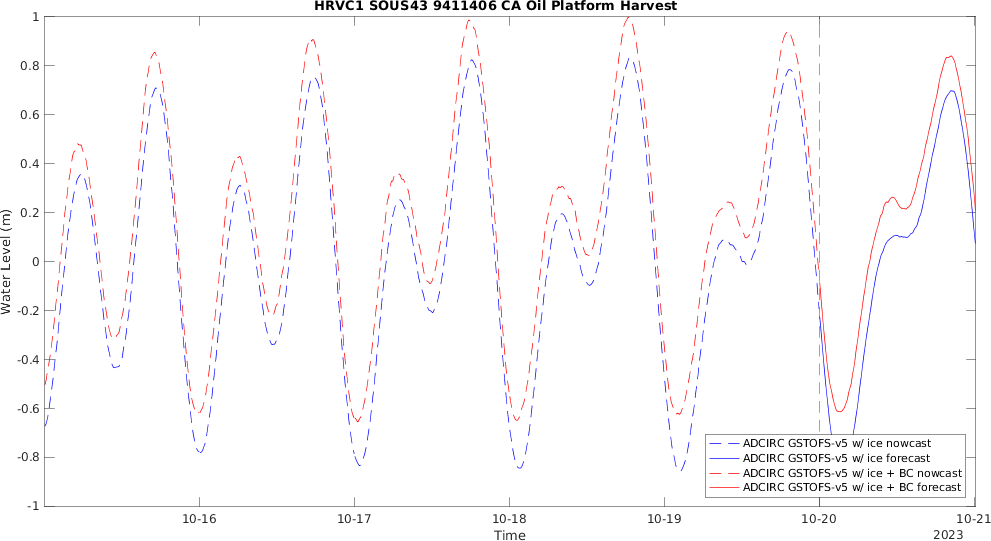 HRVC1 SOUS43 9411406 CA Oil Platform Harvest
1
0.8
0.6
0.4
0.2
0
-0.2
-0.4
-0.6
-0.8
-1
Water Level (m)
ADCIRC GSTOFS-v5 w/ ice nowcast
ADCIRC GSTOFS-v5 w/ ice forecast
ADCIRC GSTOFS-v5 w/ ice + BC nowcast
ADCIRC GSTOFS-v5 w/ ice + BC forecast
10-16 10-17 10-18 10-19 10-20 10-21
Time
2023